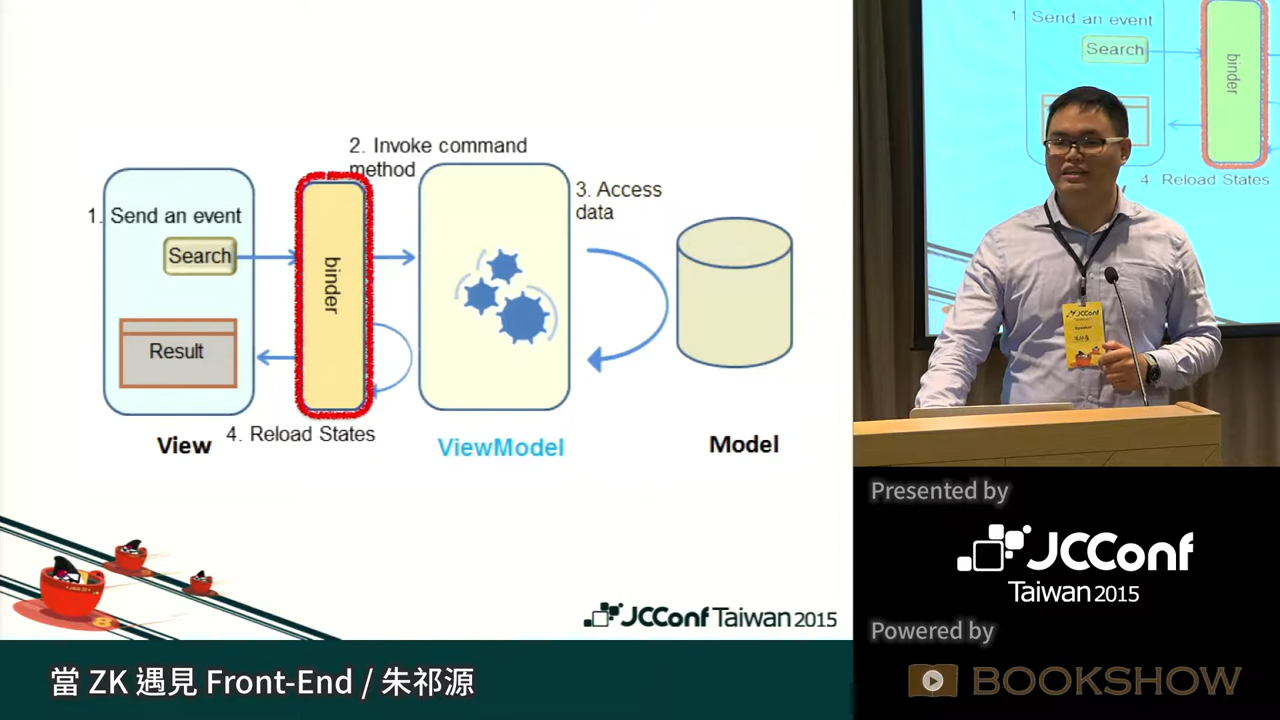 2. Invoke command
method
1. Send an event
Search
binder
3. Access
data
Result
4. Reload States
View
ViewModel
Model
JCConf Taiwan 2015
1. Send an event
Search
binder
4. Reload States
JCConf
Presented by
JCConf
Taiwan 2015
Powered by
BOOKSHOW
當 ZK 遇見 Front-End / 朱祁源